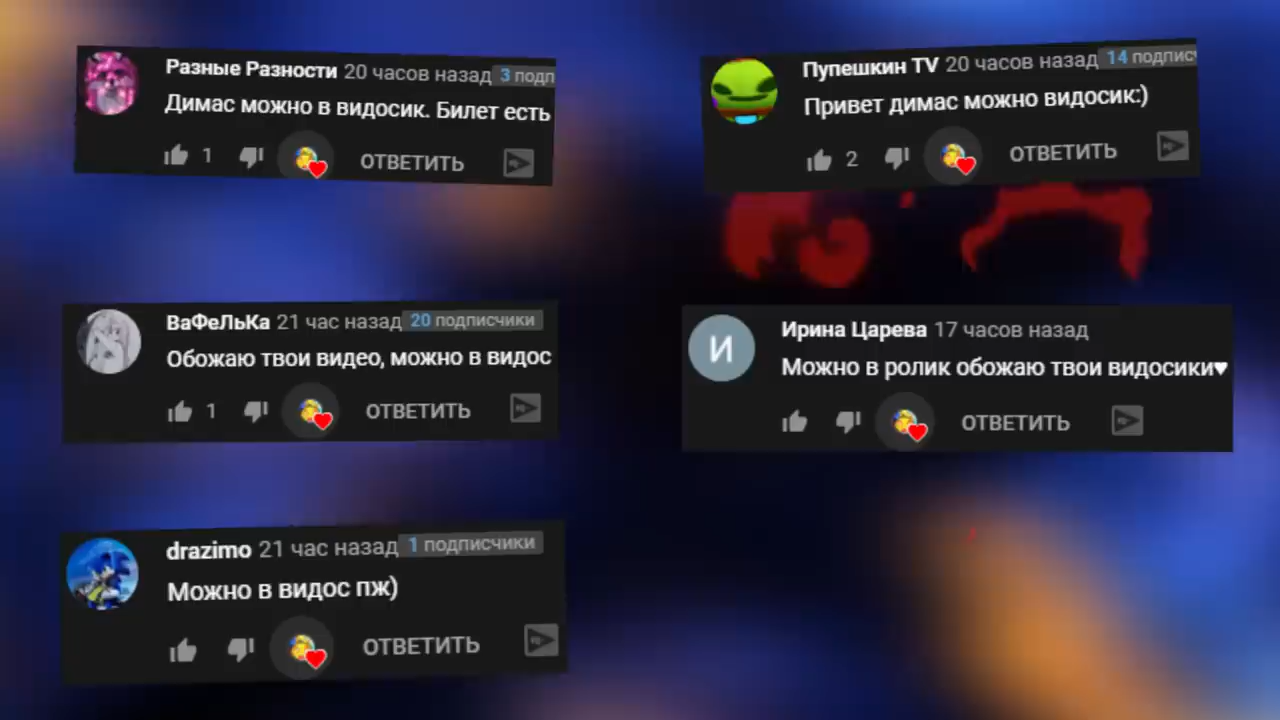 Разные Разности 20 часов назад 3 подп
Димас можно в видосик. Билет есть
1 ОТВЕТИТЬ
Пупешкин TV 20 часов назад 14 подпис
Привет димас можно видосик:)
2 ОТВЕТИТЬ
ВаФеЛЬКа 21 час назад 20 подписчики
Обожаю твои видео, можно в видос
1 ОТВЕТИТЬ
И
Ирина Царева 17 часов назад
Можно в ролик обожаю твои видосики♥
ОТВЕТИТЬ
drazimo 21 час назад 1 подписчики
Можно в видос пж)
ОТВЕТИТЬ